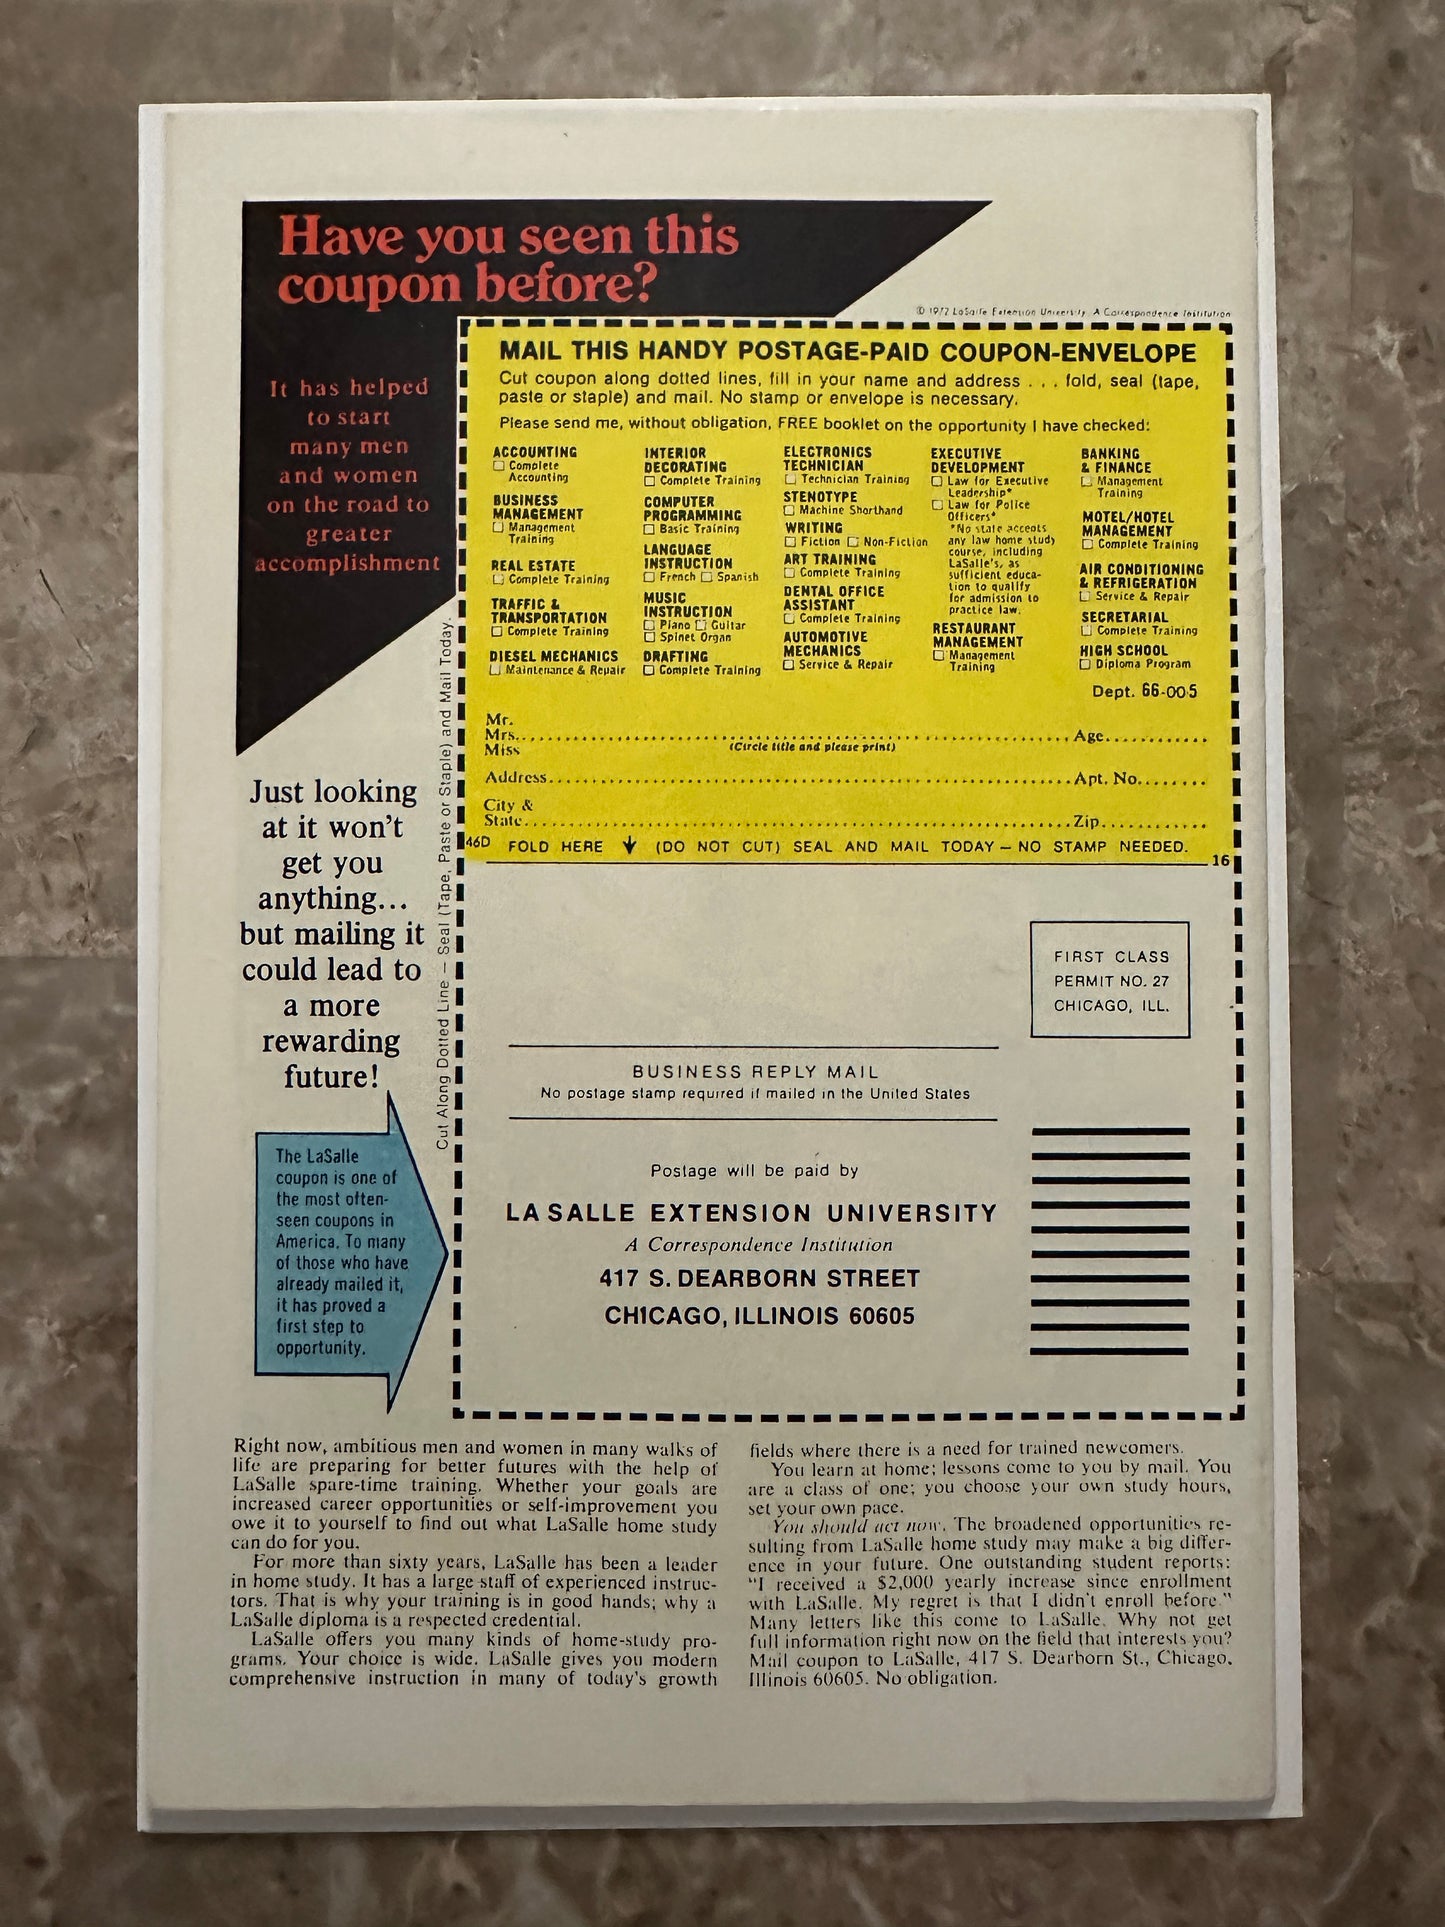 Have you seen this
coupon before?
It has helped
to start
many men
and women
on the road to
greater
accomplishment
Just looking
at it won't
get you
anything...
but mailing it
could lead to
a more
rewarding
future!
The LaSalle
coupon is one of
the most often-
seen coupons in
America. To many
of those who have
already mailed it,
it has proved a
first step to
opportunity.
Cut Along Dotted Line – Seal (Tape, Paste or Staple) and Mail Today.
© 1972 LaSalle Extension University. A Correspondence Institution
MAIL THIS HANDY POSTAGE-PAID COUPON-ENVELOPE
Cut coupon along dotted lines, fill in your name and address . . . fold, seal (tape,
paste or staple) and mail. No stamp or envelope is necessary.
Please send me, without obligation, FREE booklet on the opportunity I have checked:
ACCOUNTING
☐ Complete
Accounting
BUSINESS
MANAGEMENT
☐ Management
Training
REAL ESTATE
☐ Complete Training
TRAFFIC &
TRANSPORTATION
☐ Complete Training
DIESEL MECHANICS
☐ Maintenance & Repair
INTERIOR
DECORATING
☐ Complete Training
COMPUTER
PROGRAMMING
☐ Basic Training
LANGUAGE
INSTRUCTION
☐ French ☐ Spanish
MUSIC
INSTRUCTION
☐ Piano ☐ Guitar
☐ Spinet Organ
DRAFTING
☐ Complete Training
ELECTRONICS
TECHNICIAN
☐ Technician Training
STENOTYPE
☐ Machine Shorthand
WRITING
☐ Fiction ☐ Non-Fiction
ART TRAINING
☐ Complete Training
DENTAL OFFICE
ASSISTANT
☐ Complete Training
AUTOMOTIVE
MECHANICS
☐ Service & Repair
EXECUTIVE
DEVELOPMENT
☐ Law for Executive
Leadership*
☐ Law for Police
Officers*
*No state accepts
any law home study
course, including
LaSalle's, as
sufficient educa-
tion to qualify
for admission to
practice law.
RESTAURANT
MANAGEMENT
☐ Management
Training
BANKING
& FINANCE
☐ Management
Training
MOTEL/HOTEL
MANAGEMENT
☐ Complete Training
AIR CONDITIONING
& REFRIGERATION
☐ Service & Repair
SECRETARIAL
☐ Complete Training
HIGH SCHOOL
☐ Diploma Program
Dept. 66-005
Mr.
Mrs. Age
Miss (Circle title and please print)
Address Apt. No.
City &
State Zip
46D FOLD HERE ↓ (DO NOT CUT) SEAL AND MAIL TODAY – NO STAMP NEEDED.
16
FIRST CLASS
PERMIT NO. 27
CHICAGO, ILL.
BUSINESS REPLY MAIL
No postage stamp required if mailed in the United States
Postage will be paid by
LA SALLE EXTENSION UNIVERSITY
A Correspondence Institution
417 S. DEARBORN STREET
CHICAGO, ILLINOIS 60605
Right now, ambitious men and women in many walks of
life are preparing for better futures with the help of
LaSalle spare-time training. Whether your goals are
increased career opportunities or self-improvement you
owe it to yourself to find out what LaSalle home study
can do for you.
For more than sixty years, LaSalle has been a leader
in home study. It has a large staff of experienced instruc-
tors. That is why your training is in good hands; why a
LaSalle diploma is a respected credential.
LaSalle offers you many kinds of home-study pro-
grams. Your choice is wide. LaSalle gives you modern
comprehensive instruction in many of today's growth
fields where there is a need for trained newcomers.
You learn at home; lessons come to you by mail. You
are a class of one; you choose your own study hours,
set your own pace.
You should act now. The broadened opportunities re-
sulting from LaSalle home study may make a big differ-
ence in your future. One outstanding student reports:
"I received a $2,000 yearly increase since enrollment
with LaSalle. My regret is that I didn't enroll before."
Many letters like this come to LaSalle. Why not get
full information right now on the field that interests you?
Mail coupon to LaSalle, 417 S. Dearborn St., Chicago,
Illinois 60605. No obligation.